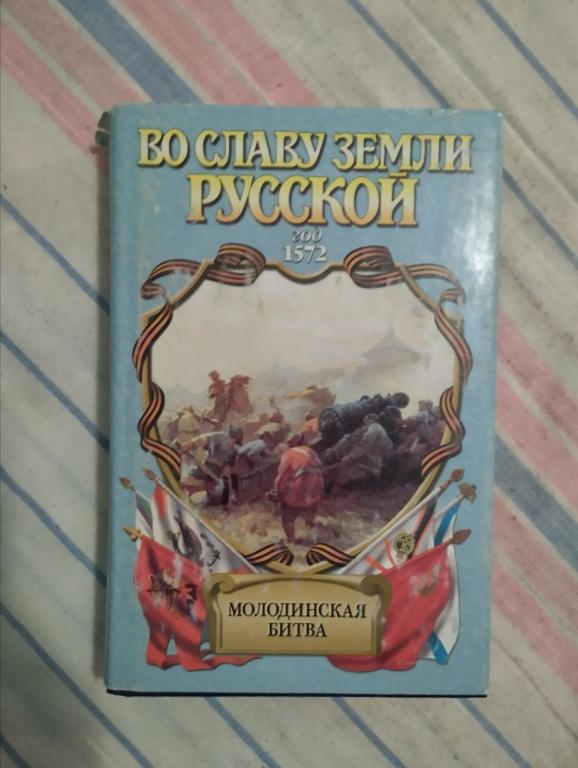 ВО СЛАВУ ЗЕМЛИ
РУССКОЙ
год
1572
МОЛОДИНСКАЯ
БИТВА